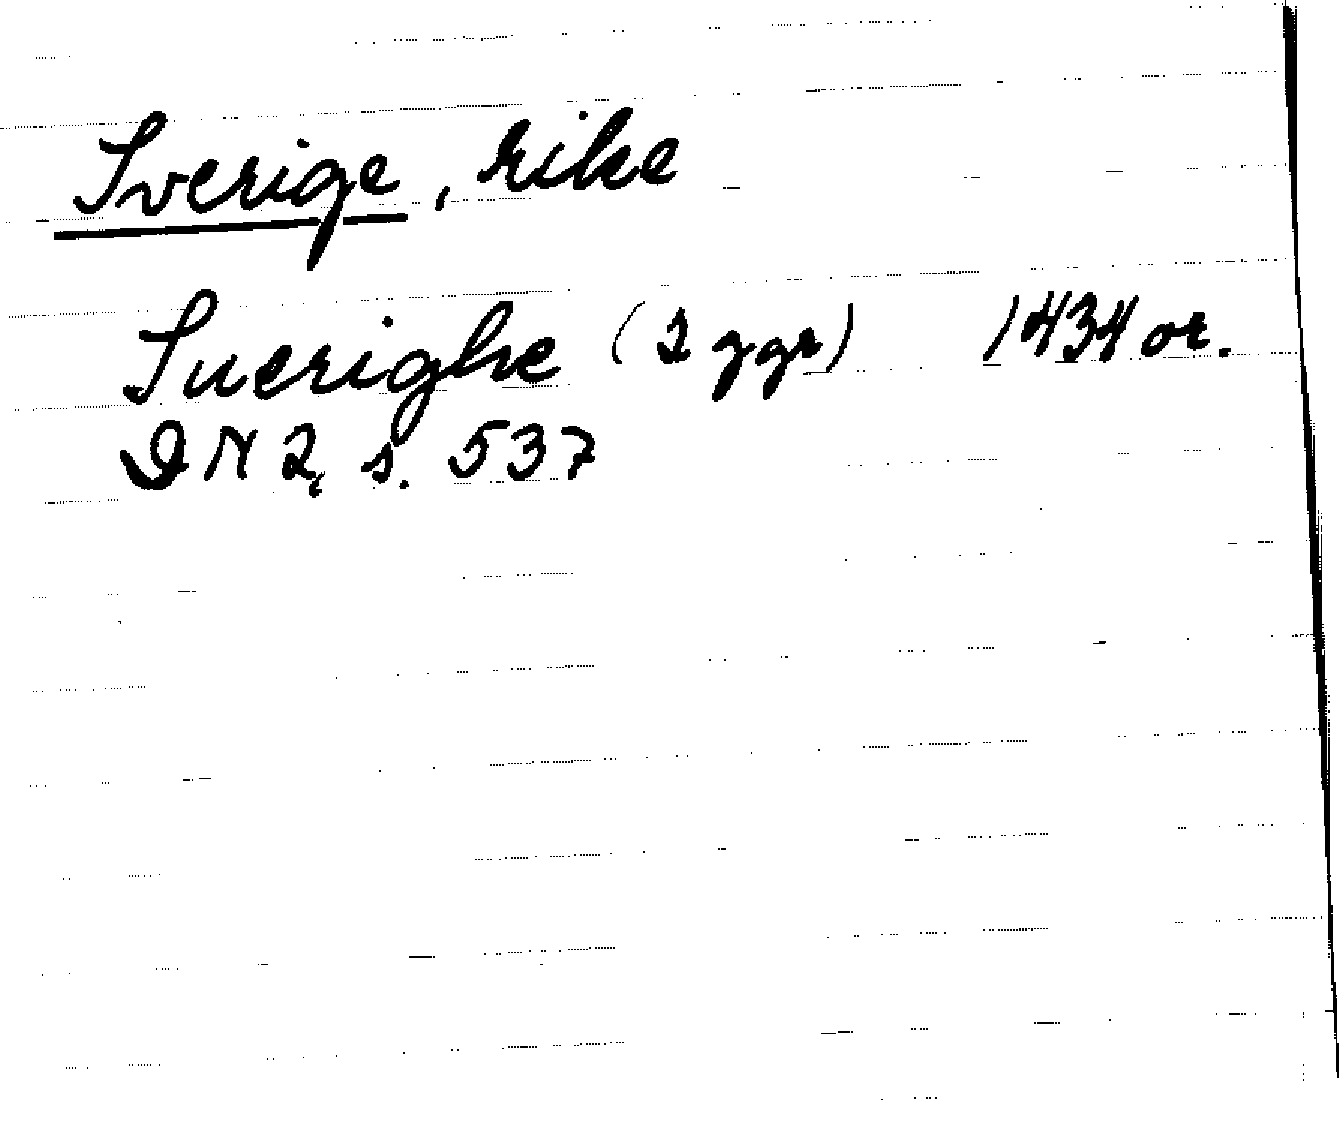 Sverige, rike
Suerighe (2 ggr) 1434 or.
DN 2, s. 537